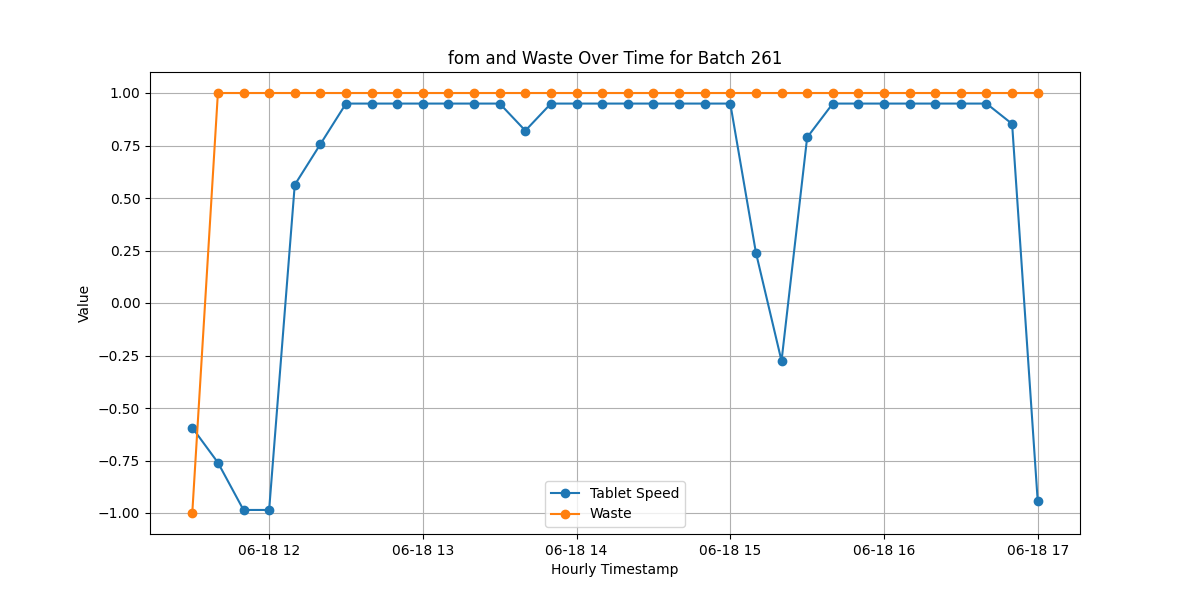 fom and Waste Over Time for Batch 261
1.00
0.75
0.50
0.25
0.00
−0.25
−0.50
−0.75
−1.00
Value
Tablet Speed
Waste
06-18 12 06-18 13 06-18 14 06-18 15 06-18 16 06-18 17
Hourly Timestamp